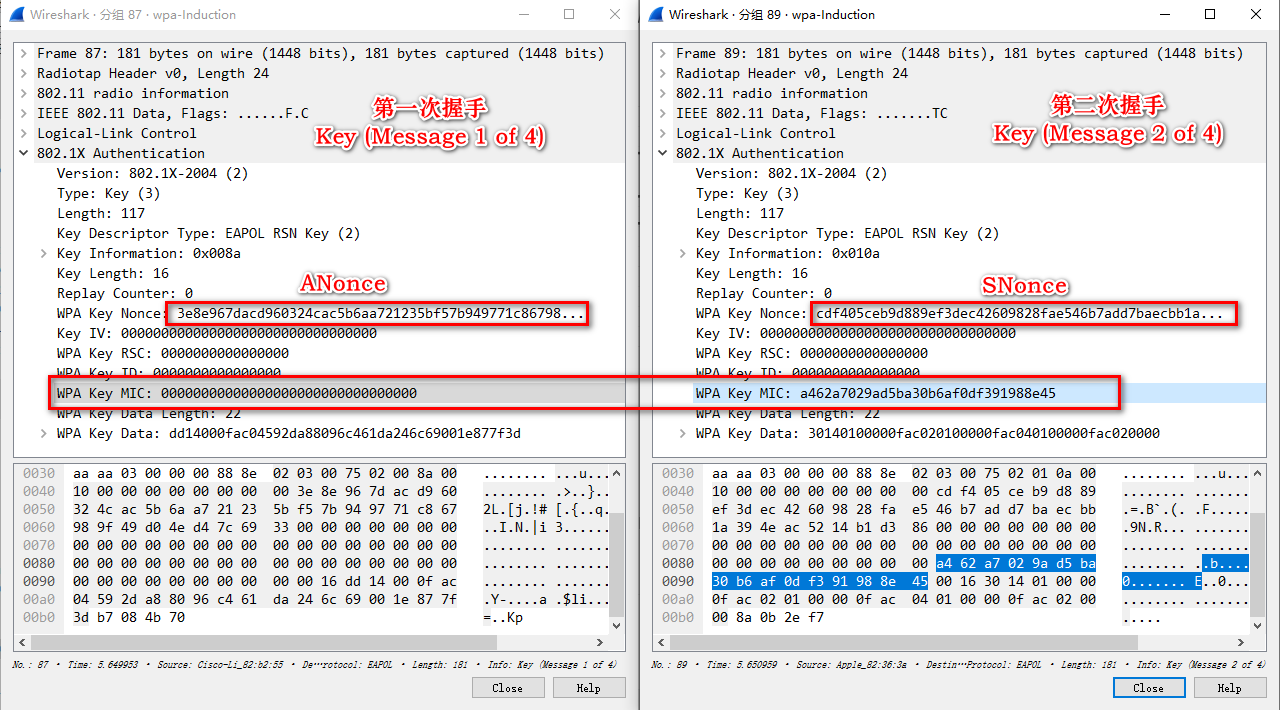 Wireshark · 分组 87 · wpa-Induction
Frame 87: 181 bytes on wire (1448 bits), 181 bytes captured (1448 bits)
Radiotap Header v0, Length 24
802.11 radio information
IEEE 802.11 Data, Flags: ......F.C
Logical-Link Control
802.1X Authentication
第一次握手
Key (Message 1 of 4)
Version: 802.1X-2004 (2)
Type: Key (3)
Length: 117
Key Descriptor Type: EAPOL RSN Key (2)
Key Information: 0x008a
Key Length: 16
Replay Counter: 0
ANonce
WPA Key Nonce: 3e8e967dacd960324cac5b6aa721235bf57b949771c86798...
Key IV: 00000000000000000000000000000000
WPA Key RSC: 0000000000000000
WPA Key ID: 0000000000000000
WPA Key MIC: 00000000000000000000000000000000
WPA Key Data Length: 22
WPA Key Data: dd14000fac04592da88096c461da246c69001e877f3d
0030 aa aa 03 00 00 00 88 8e 02 03 00 75 02 00 8a 00 ........ ...u....
0040 10 00 00 00 00 00 00 00 00 3e 8e 96 7d ac d9 60 ........ .>..}..
0050 32 4c ac 5b 6a a7 21 23 5b f5 7b 94 97 71 c8 67 2L.[j.!# [.{..q.
0060 98 9f 49 d0 4e d4 7c 69 33 00 00 00 00 00 00 00 ..I.N.|i 3.......
0070 00 00 00 00 00 00 00 00 00 00 00 00 00 00 00 00 ........ ........
0080 00 00 00 00 00 00 00 00 00 00 00 00 00 00 00 00 ........ ........
0090 00 00 00 00 00 00 00 00 00 00 16 dd 14 00 0f ac ........ ........
00a0 04 59 2d a8 80 96 c4 61 da 24 6c 69 00 1e 87 7f .Y-....a .$li....
00b0 3d b7 08 4b 70 =..Kp
No.: 87 · Time: 5.649953 · Source: Cisco-Li_82:b2:55 · De···rotocol: EAPOL · Length: 181 · Info: Key (Message 1 of 4)
Close
Help
Wireshark · 分组 89 · wpa-Induction
Frame 89: 181 bytes on wire (1448 bits), 181 bytes captured (1448 bits)
Radiotap Header v0, Length 24
802.11 radio information
IEEE 802.11 Data, Flags: .......TC
Logical-Link Control
802.1X Authentication
第二次握手
Key (Message 2 of 4)
Version: 802.1X-2004 (2)
Type: Key (3)
Length: 117
Key Descriptor Type: EAPOL RSN Key (2)
Key Information: 0x010a
Key Length: 16
Replay Counter: 0
SNonce
WPA Key Nonce: cdf405ceb9d889ef3dec42609828fae546b7add7baecbb1a...
Key IV: 00000000000000000000000000000000
WPA Key RSC: 0000000000000000
WPA Key ID: 0000000000000000
WPA Key MIC: a462a7029ad5ba30b6af0df391988e45
WPA Key Data Length: 22
WPA Key Data: 30140100000fac020100000fac040100000fac020000
0030 aa aa 03 00 00 00 88 8e 02 03 00 75 02 01 0a 00 ........ ...u....
0040 10 00 00 00 00 00 00 00 00 cd f4 05 ce b9 d8 89 ........ ........
0050 ef 3d ec 42 60 98 28 fa e5 46 b7 ad d7 ba ec bb .=.B`.(. .F.....
0060 1a 39 4e ac 52 14 b1 d3 86 00 00 00 00 00 00 00 .9N.R... ........
0070 00 00 00 00 00 00 00 00 00 00 00 00 00 00 00 00 ........ ........
0080 00 00 00 00 00 00 00 00 00 a4 62 a7 02 9a d5 ba ........ ..b....
0090 30 b6 af 0d f3 91 98 8e 45 00 16 30 14 01 00 00 0....... E..0...
00a0 0f ac 02 01 00 00 0f ac 04 01 00 00 0f ac 02 00 ........ ........
00b0 00 8a 0b 2e f7 .....
No.: 89 · Time: 5.650959 · Source: Apple_82:36:3a · Destin···Protocol: EAPOL · Length: 181 · Info: Key (Message 2 of 4)
Close
Help